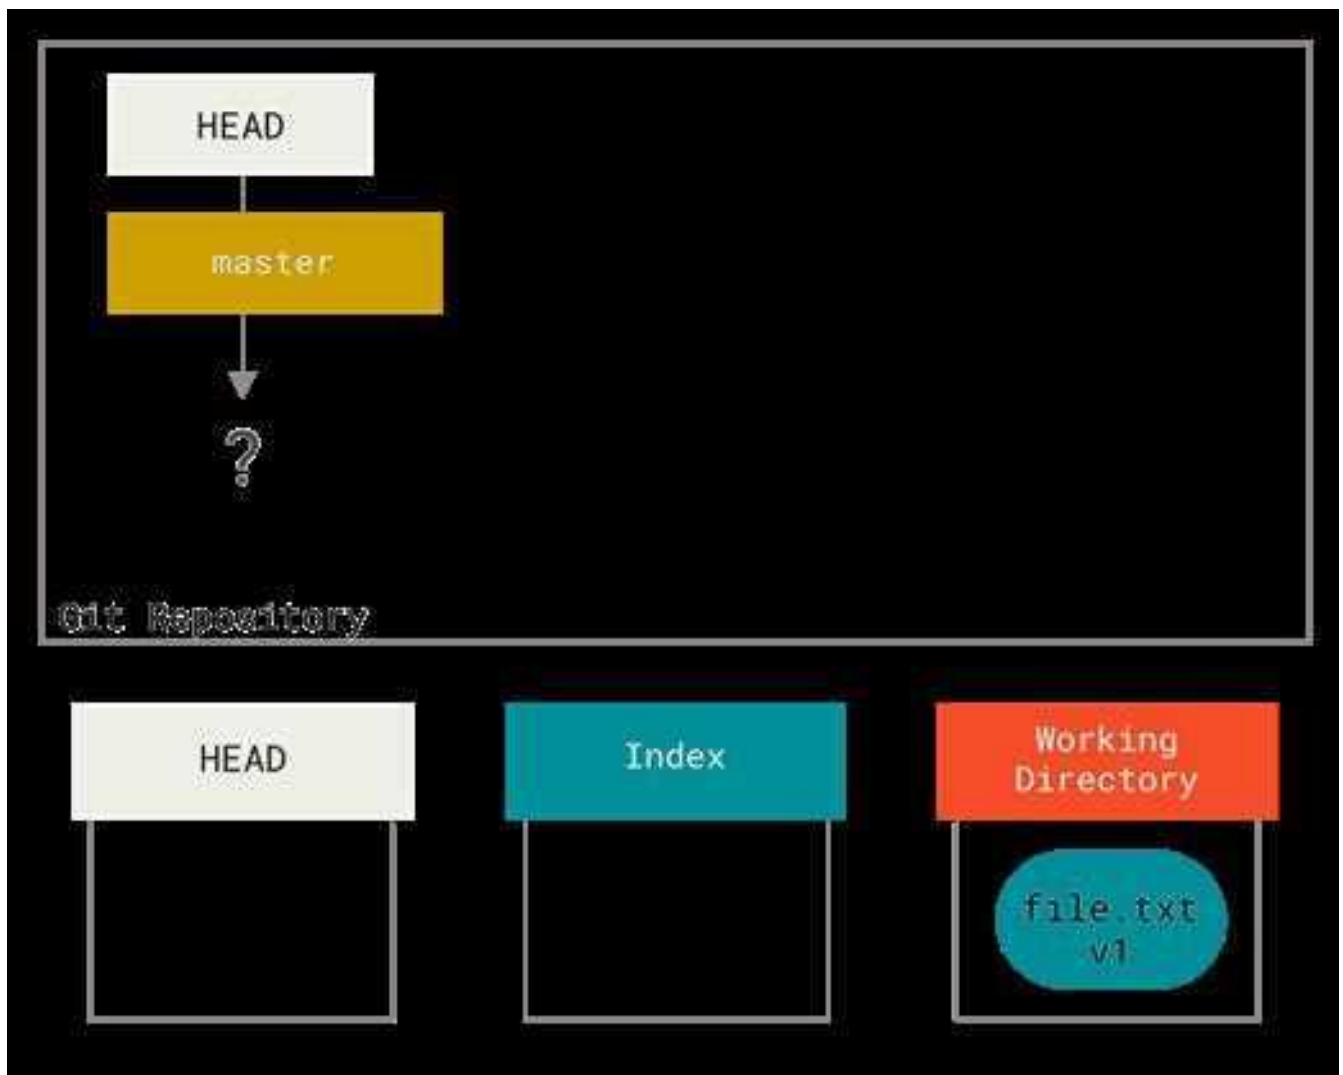 HEAD
master
?
Git Repository
HEAD
Index
Working
Directory
file.txt
v1